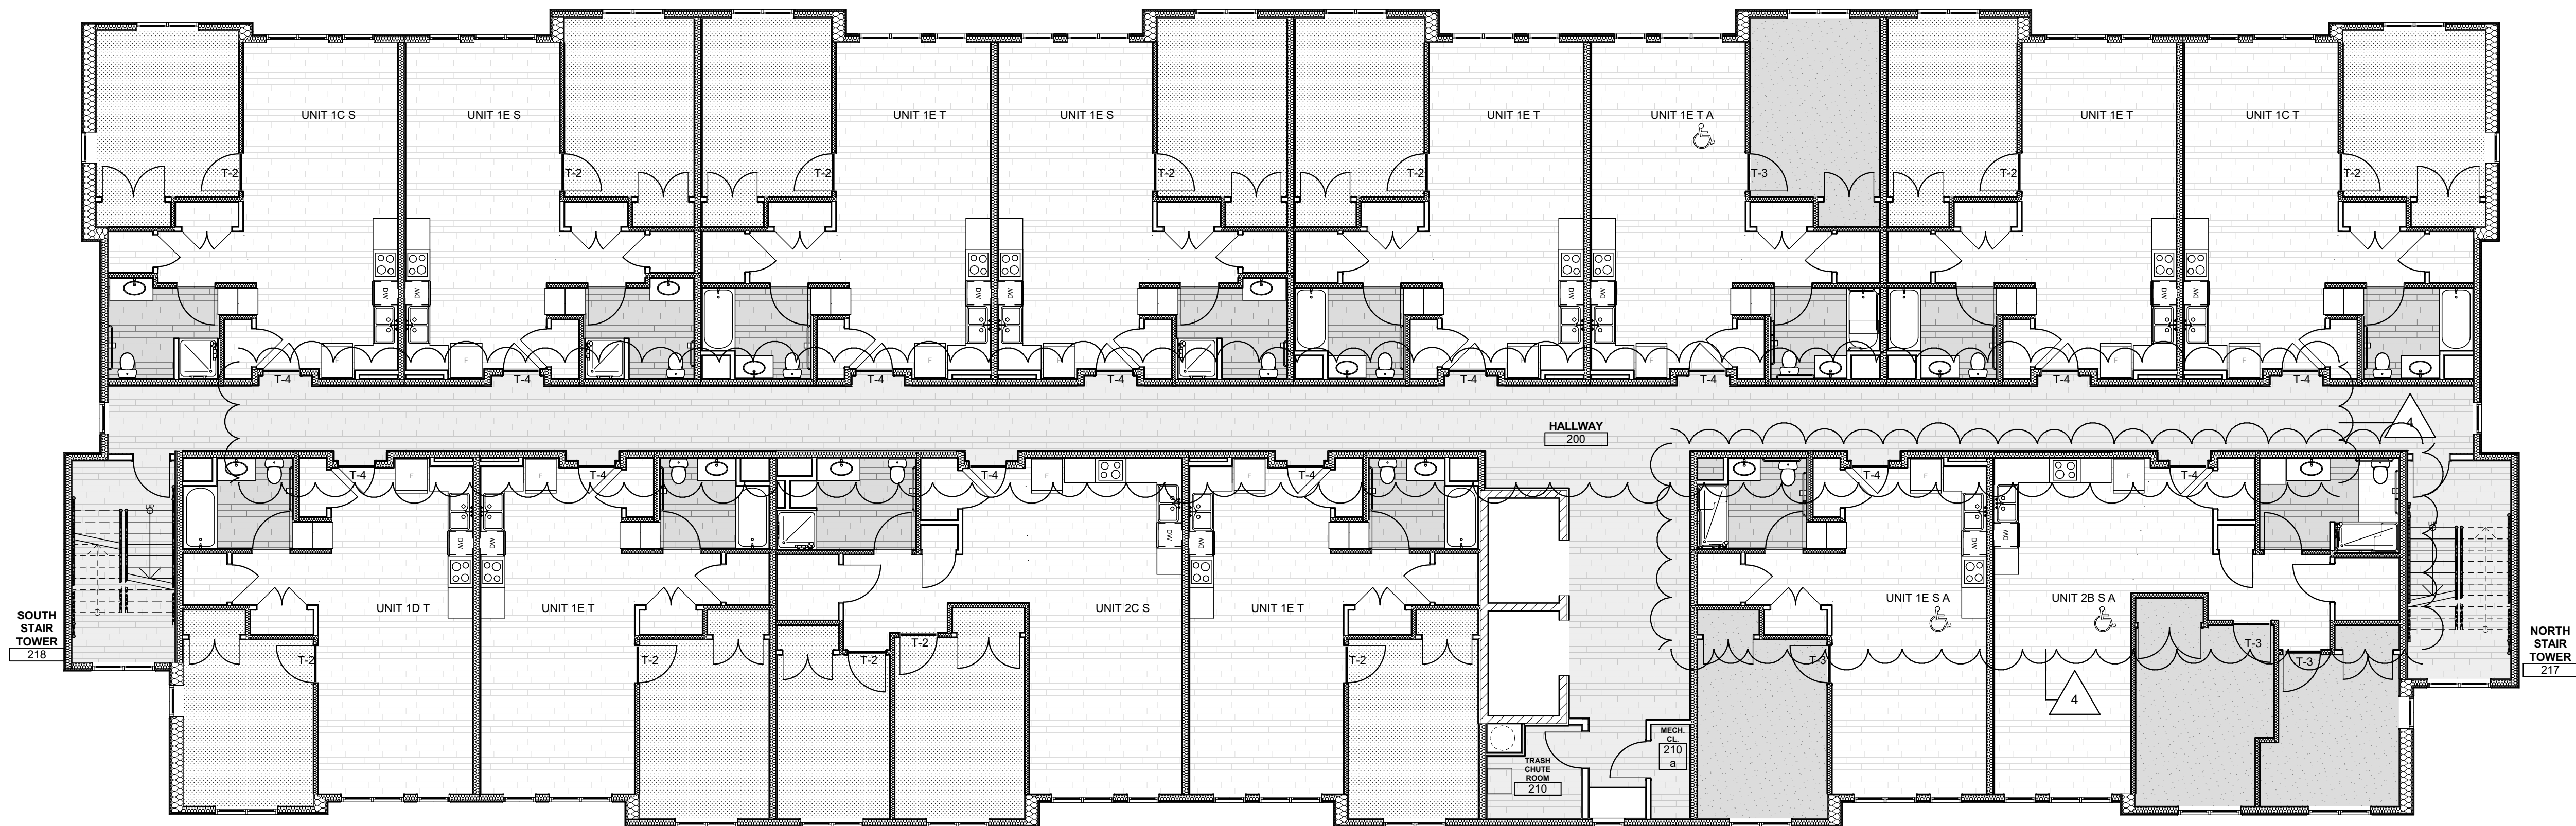 UNIT 1C S
UNIT 1E S
UNIT 1E T
UNIT 1E S
UNIT 1E T
UNIT 1E T A
UNIT 1E T
UNIT 1C T
T-2
T-2
T-2
T-2
T-2
T-3
T-2
T-2
DW
DW
DW
DW
DW
DW
DW
DW
F
F
F
F
F
F
F
F
T-4
T-4
T-4
T-4
T-4
T-4
T-4
T-4
HALLWAY
200
4
T-4
T-4
T-4
T-4
T-4
T-4
F
F
F
F
F
F
UP
DW
DW
DW
DW
DW
DW
SOUTH
STAIR
TOWER
218
UNIT 1D T
UNIT 1E T
UNIT 2C S
UNIT 1E T
UNIT 1E S A
UNIT 2B S A
NORTH
STAIR
TOWER
217
T-2
T-2
T-2
T-2
T-2
T-3
T-3
T-3
4
MECH.
CL.
210
a
TRASH
CHUTE
ROOM
210